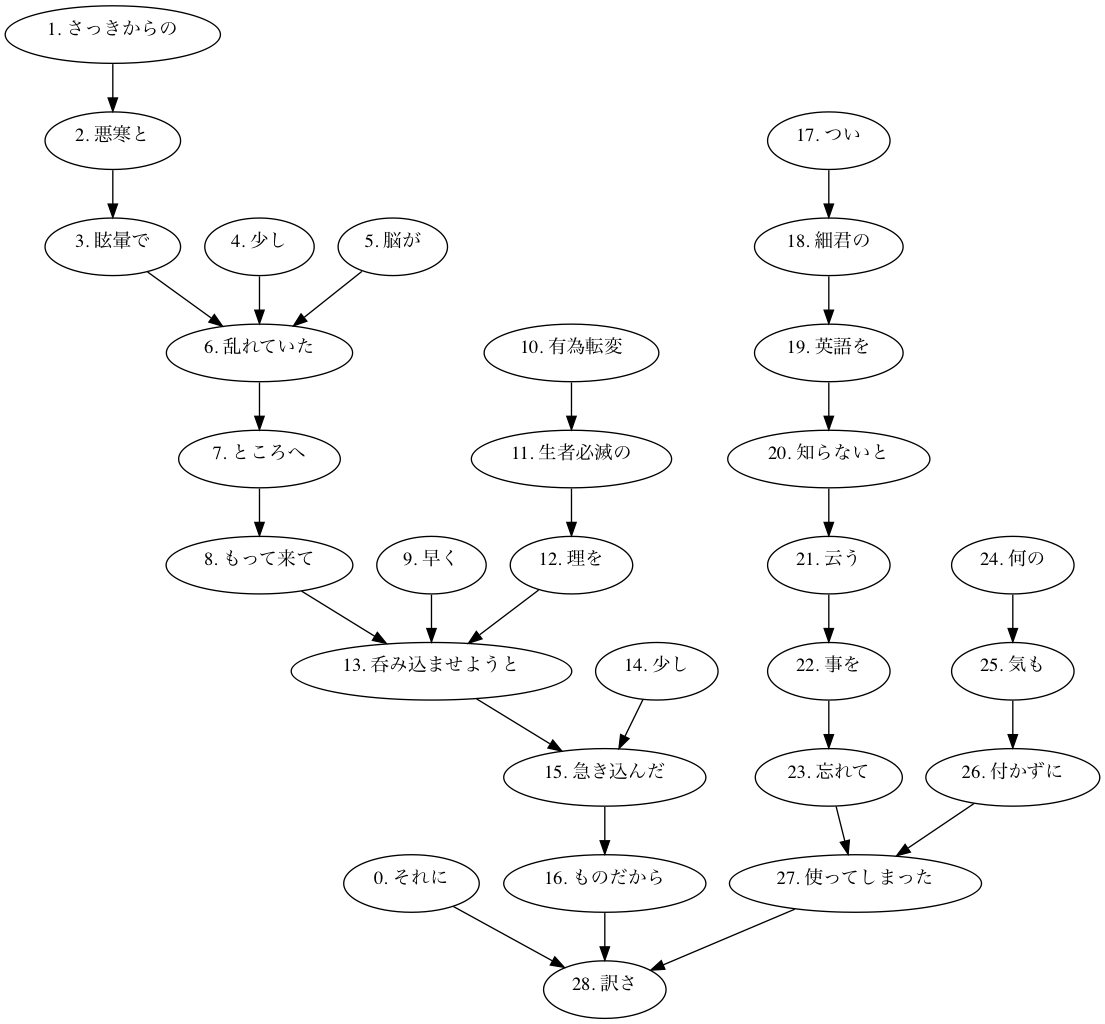 1. さっきからの
2. 悪寒と
17. つい
3. 眩暈で
4. 少し
5. 脳が
18. 細君の
6. 乱れていた
10. 有為転変
19. 英語を
7. ところへ
11. 生者必滅の
20. 知らないと
8. もって来て
9. 早く
12. 理を
21. 云う
24. 何の
13. 呑み込ませようと
14. 少し
22. 事を
25. 気も
15. 急き込んだ
23. 忘れて
26. 付かずに
0. それに
16. ものだから
27. 使ってしまった
28. 訳さ